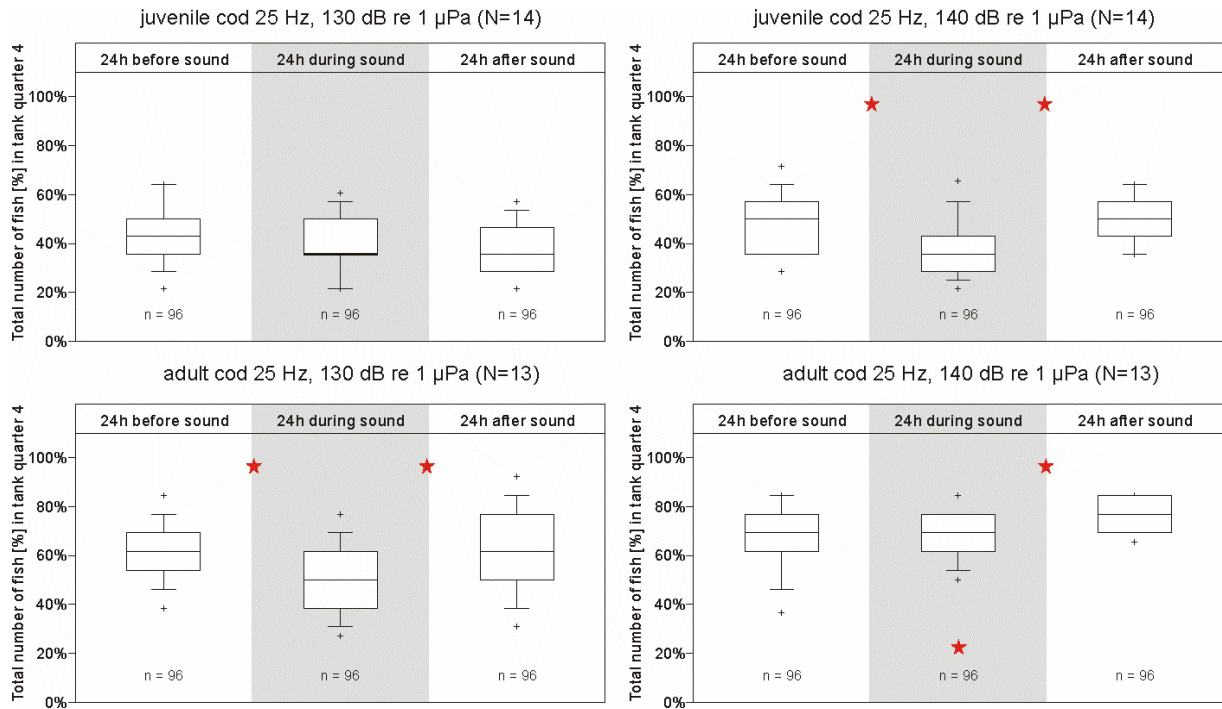 juvenile cod 25 Hz, 130 dB re 1 µPa (N=14)
Total number of fish [%] in tank quarter 4
24h before sound 24h during sound 24h after sound
100%
80%
60%
40%
20%
0%
n = 96 n = 96 n = 96
juvenile cod 25 Hz, 140 dB re 1 µPa (N=14)
Total number of fish [%] in tank quarter 4
24h before sound 24h during sound 24h after sound
100%
80%
60%
40%
20%
0%
n = 96 n = 96 n = 96
adult cod 25 Hz, 130 dB re 1 µPa (N=13)
Total number of fish [%] in tank quarter 4
24h before sound 24h during sound 24h after sound
100%
80%
60%
40%
20%
0%
n = 96 n = 96 n = 96
adult cod 25 Hz, 140 dB re 1 µPa (N=13)
Total number of fish [%] in tank quarter 4
24h before sound 24h during sound 24h after sound
100%
80%
60%
40%
20%
0%
n = 96 n = 96 n = 96